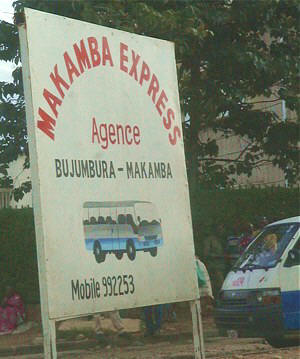 MAKAMBA EXPRESS
Agence
BUJUMBURA - MAKAMBA
Mobile 992253